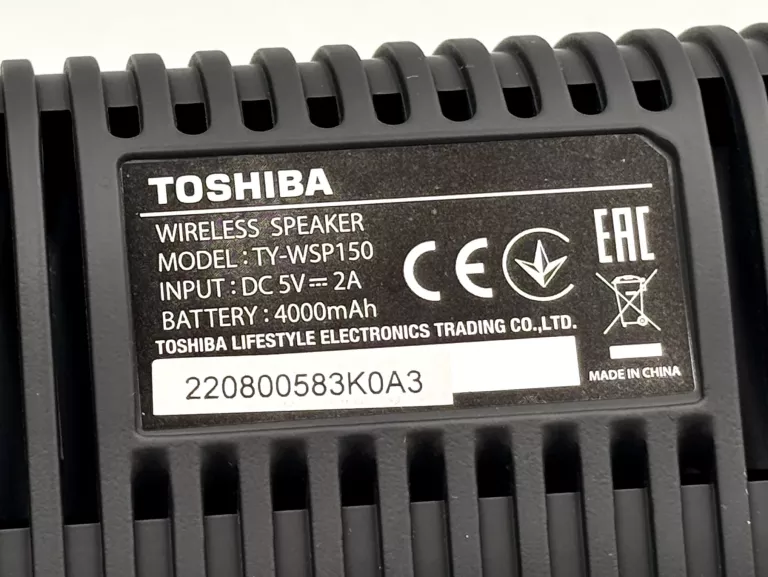 TOSHIBA
WIRELESS SPEAKER
MODEL : TY-WSP150
INPUT : DC 5V⎓2A
BATTERY : 4000mAh
TOSHIBA LIFESTYLE ELECTRONICS TRADING CO.,LTD.
220800583K0A3
CE
EAC
MADE IN CHINA